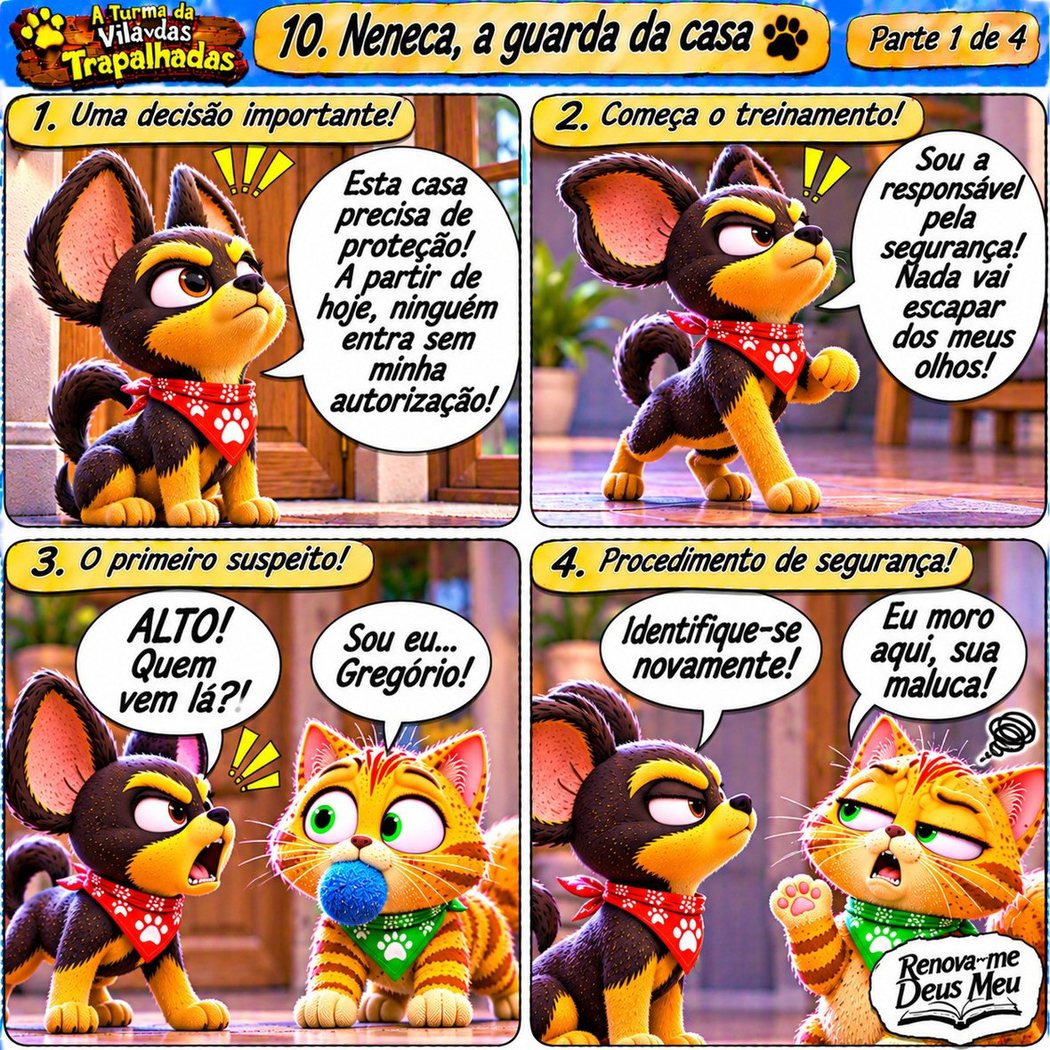 A Turma da
Vilavdas
Trapalhadas
10. Neneca, a guarda da casa
Parte 1 de 4
1. Uma decisão importante!
Esta casa
precisa de
proteção!
A partir de
hoje, ninguém
entra sem
minha
autorização!
2. Começa o treinamento!
Sou a
responsável
pela
segurança!
Nada vai
escapar
dos meus
olhos!
3. O primeiro suspeito!
ALTO!
Quem
vem lá?!
Sou eu...
Gregório!
4. Procedimento de segurança!
Identifique-se
novamente!
Eu moro
aqui, sua
maluca!
Renova-me
Deus Meu